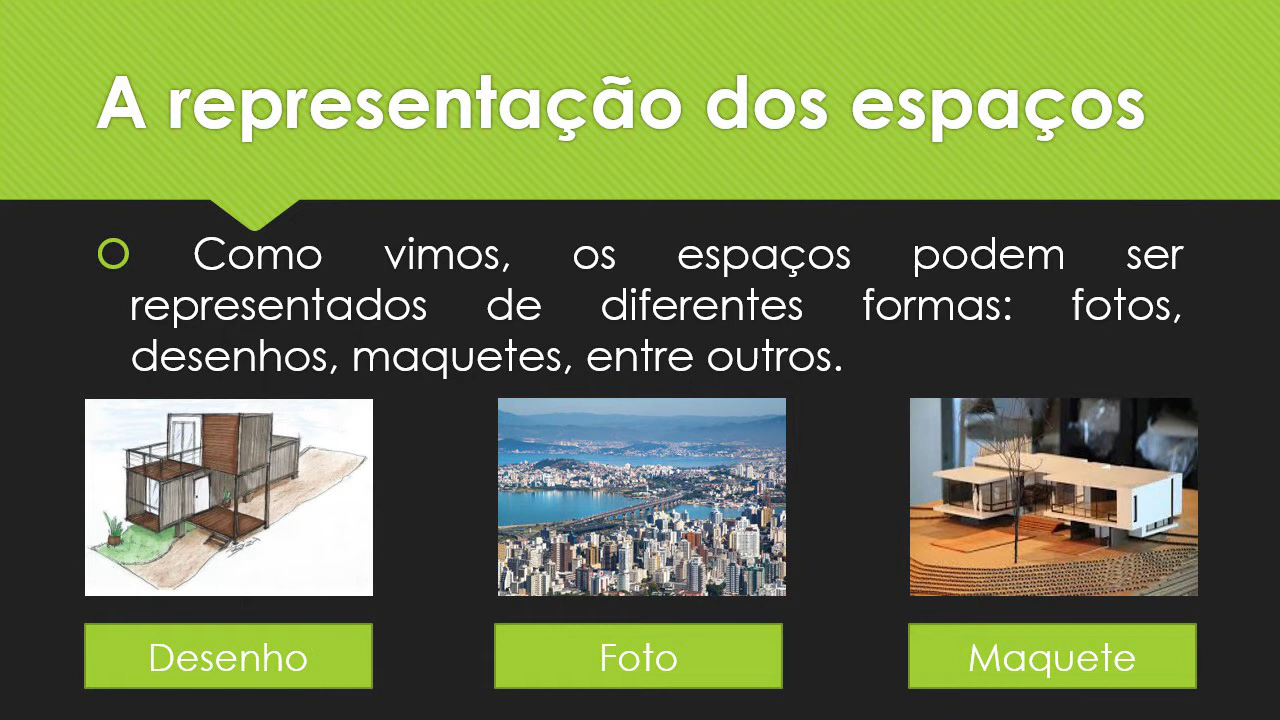 A representação dos espaços
Como vimos, os espaços podem ser
representados de diferentes formas: fotos,
desenhos, maquetes, entre outros.
Desenho
Foto
Maquete